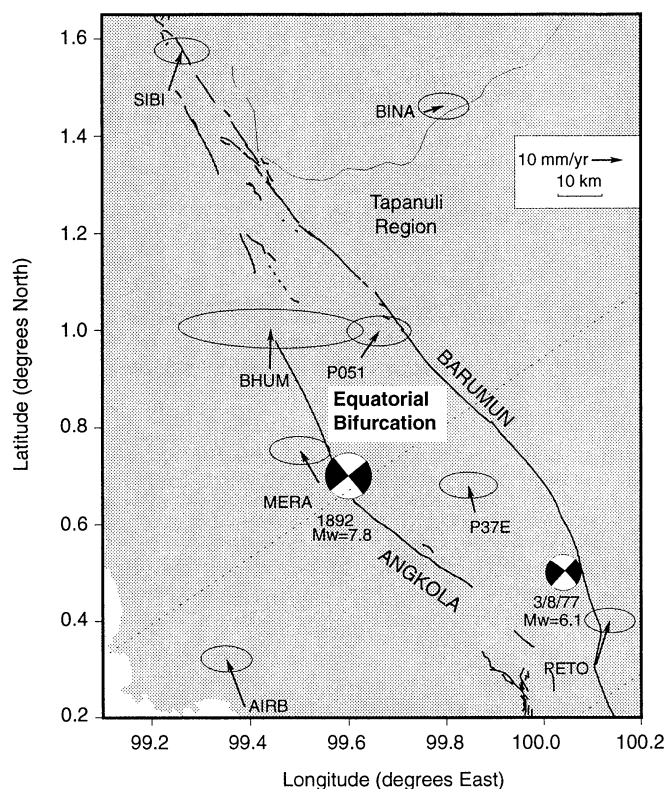 1.6
SIBI
BINA
1.4
10 mm/yr
10 km
Tapanuli
Region
1.2
1.0
BHUM
P051
BARUMUN
Equatorial
Bifurcation
0.8
MERA
P37E
1892
Mw=7.8
0.6
ANGKOLA
3/8/77
Mw=6.1
0.4
RETO
AIRB
0.2
99.2 99.4 99.6 99.8 100.0 100.2
Longitude (degrees East)
Latitude (degrees North)